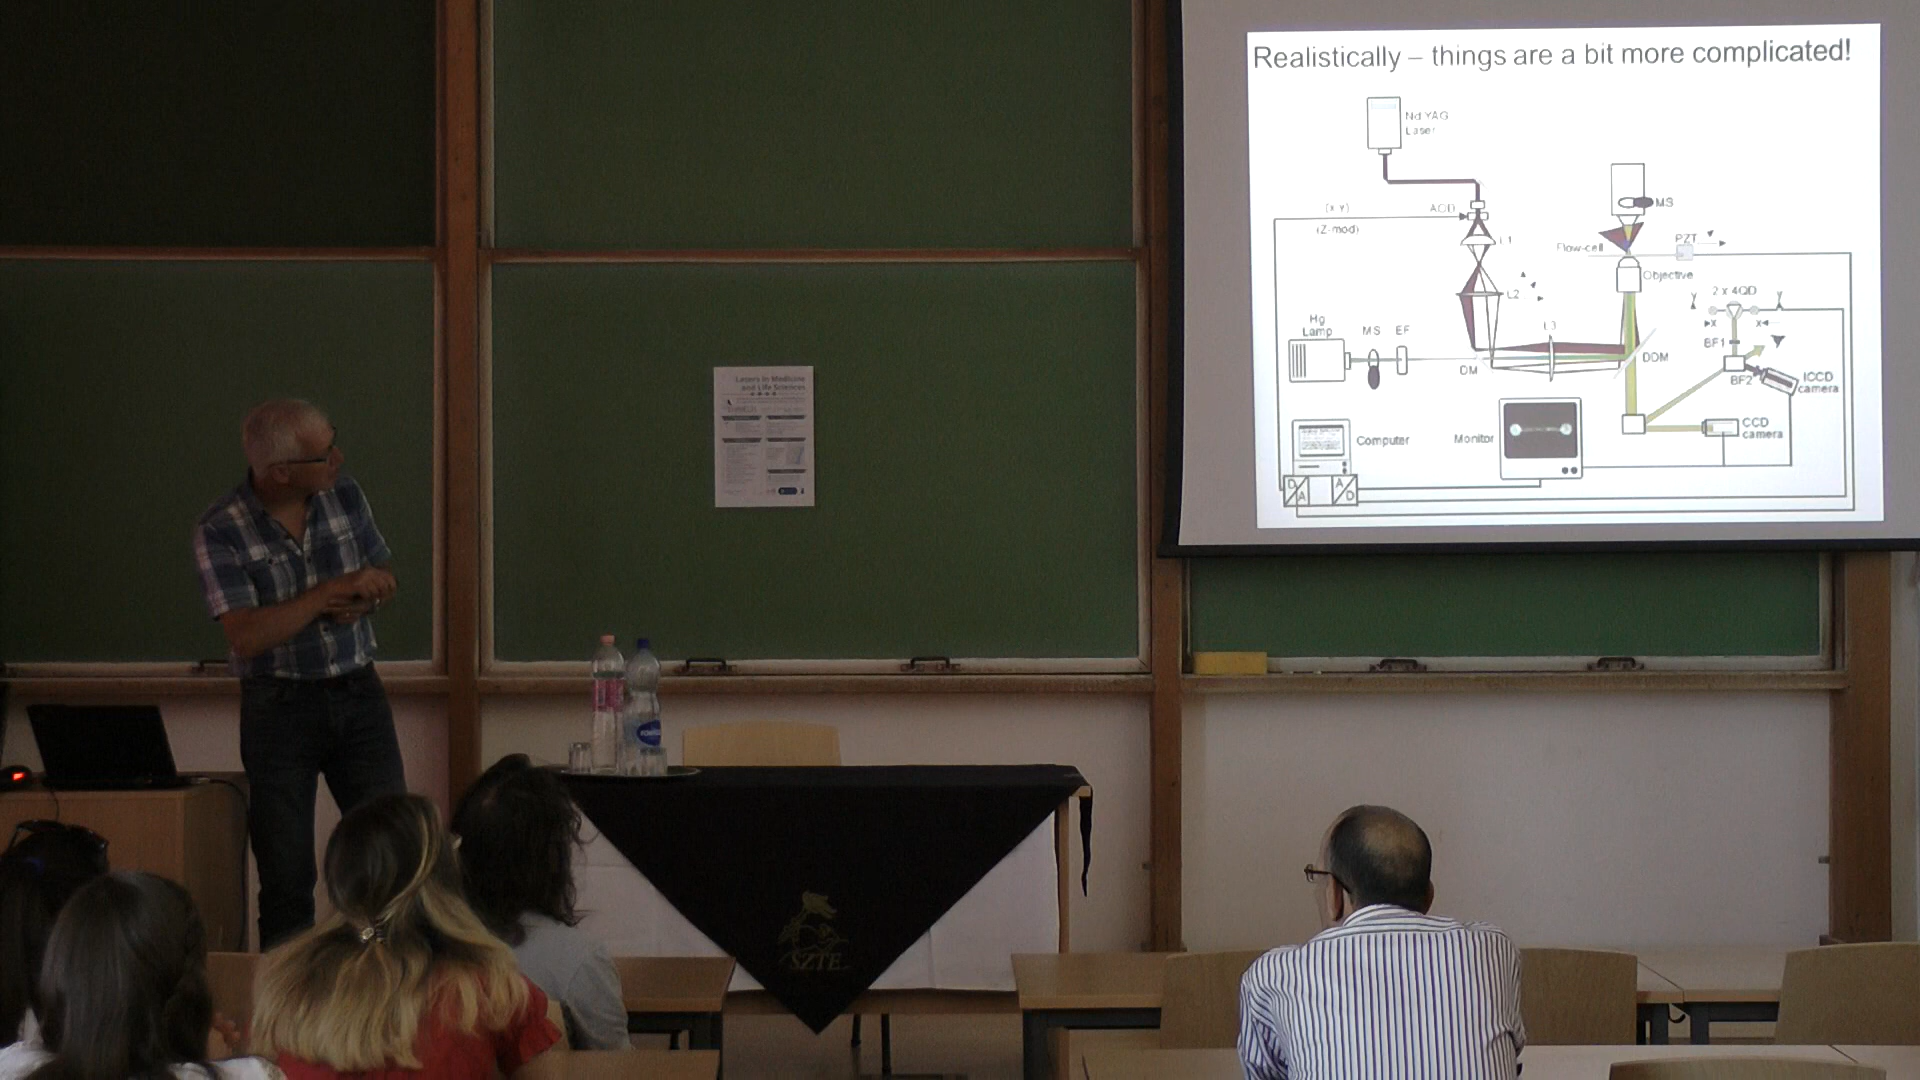 Realistically – things are a bit more complicated!
Nd YAG
Laser
(x Y)
AOD
(Z-mod)
MS
L1
Flow-cell
PZT
Objective
L2
2 x 4QD
Y
Y
x
x
Hg
Lamp
MS
EF
L3
BF1
DM
DDM
BF2
ICCD
camera
Computer
Monitor
CCD
camera
D
A
A
D
Lasers in Medicine
and Life Sciences
SZTE